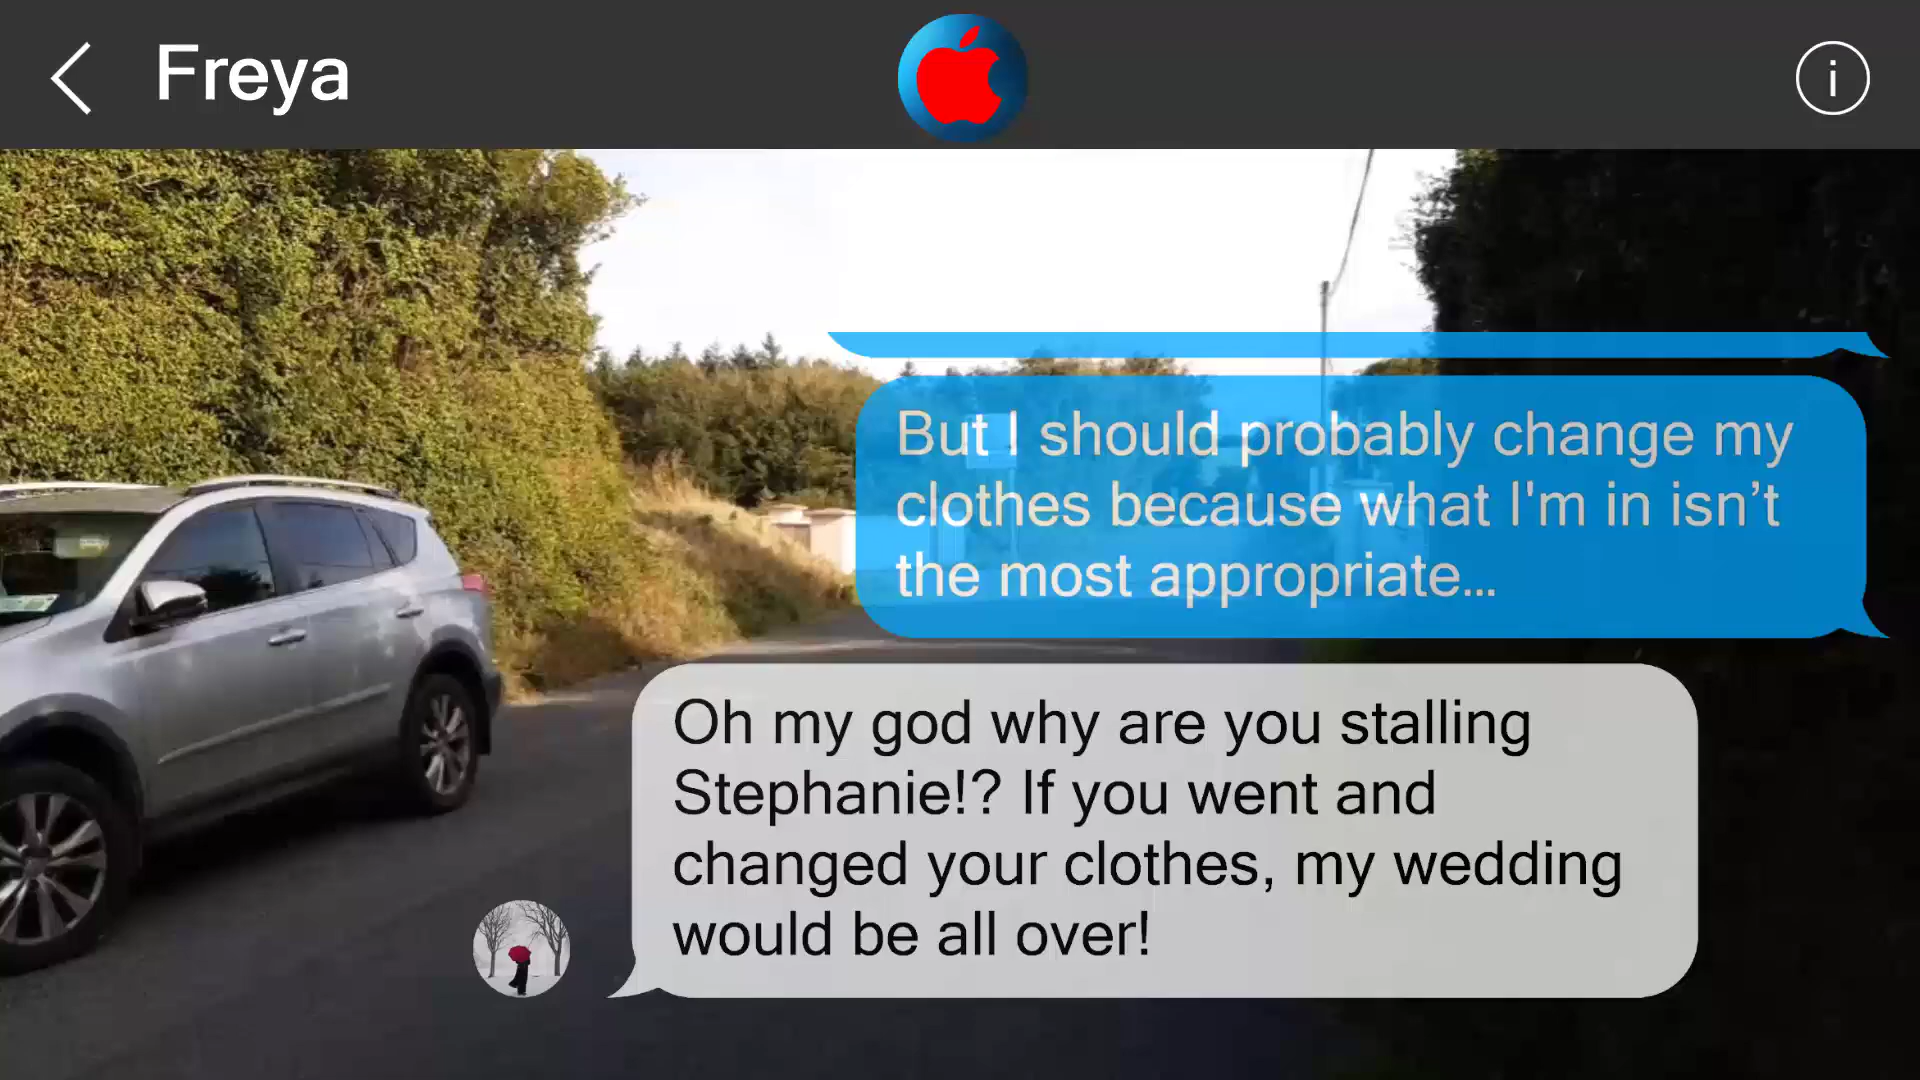 Freya
i
But I should probably change my
clothes because what I'm in isn’t
the most appropriate...
Oh my god why are you stalling
Stephanie!? If you went and
changed your clothes, my wedding
would be all over!